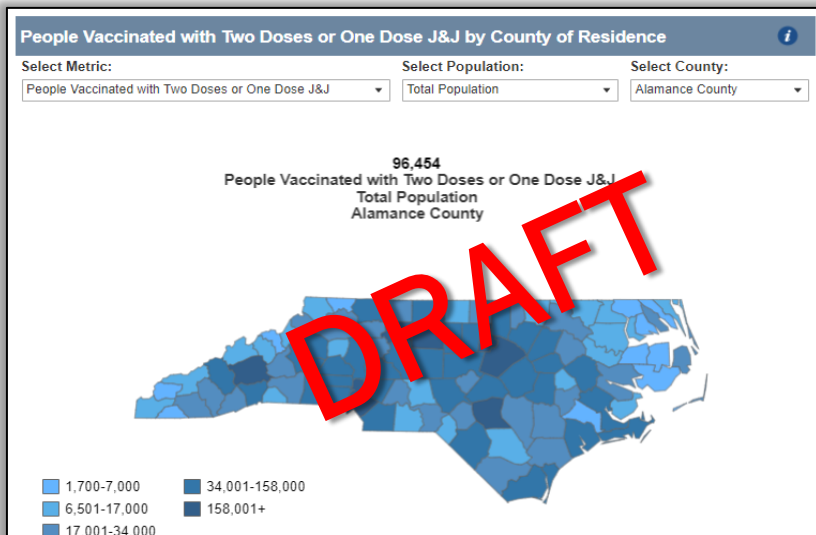 People Vaccinated with Two Doses or One Dose J&J by County of Residence
i
Select Metric:
Select Population:
Select County:
People Vaccinated with Two Doses or One Dose J&J
Total Population
Alamance County
96,454
People Vaccinated with Two Doses or One Dose J&J
Total Population
Alamance County
DRAFT
1,700-7,000
34,001-158,000
6,501-17,000
158,001+
17,001-34,000